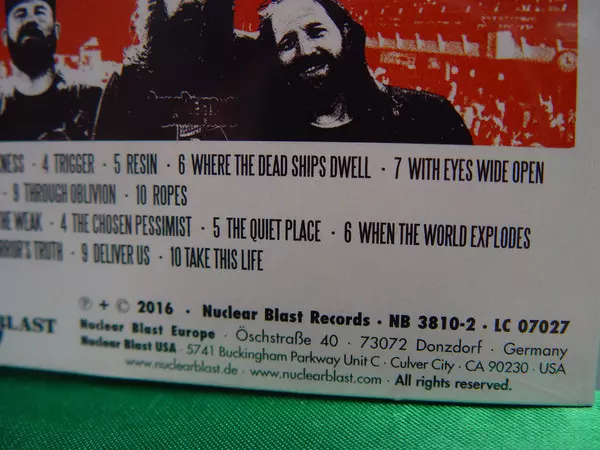 NESS · 4 TRIGGER · 5 RESIN · 6 WHERE THE DEAD SHIPS DWELL · 7 WITH EYES WIDE OPEN
· 9 THROUGH OBLIVION · 10 ROPES
HE WEAK · 4 THE CHOSEN PESSIMIST · 5 THE QUIET PLACE · 6 WHEN THE WORLD EXPLODES
RROR'S TRUTH · 9 DELIVER US · 10 TAKE THIS LIFE
BLAST
℗ + © 2016 · Nuclear Blast Records · NB 3810-2 · LC 07027
Nuclear Blast Europe · Öschstraße 40 · 73072 Donzdorf · Germany
Nuclear Blast USA · 5741 Buckingham Parkway Unit C · Culver City · CA 90230 · USA
www.nuclearblast.de · www.nuclearblast.com · All rights reserved.